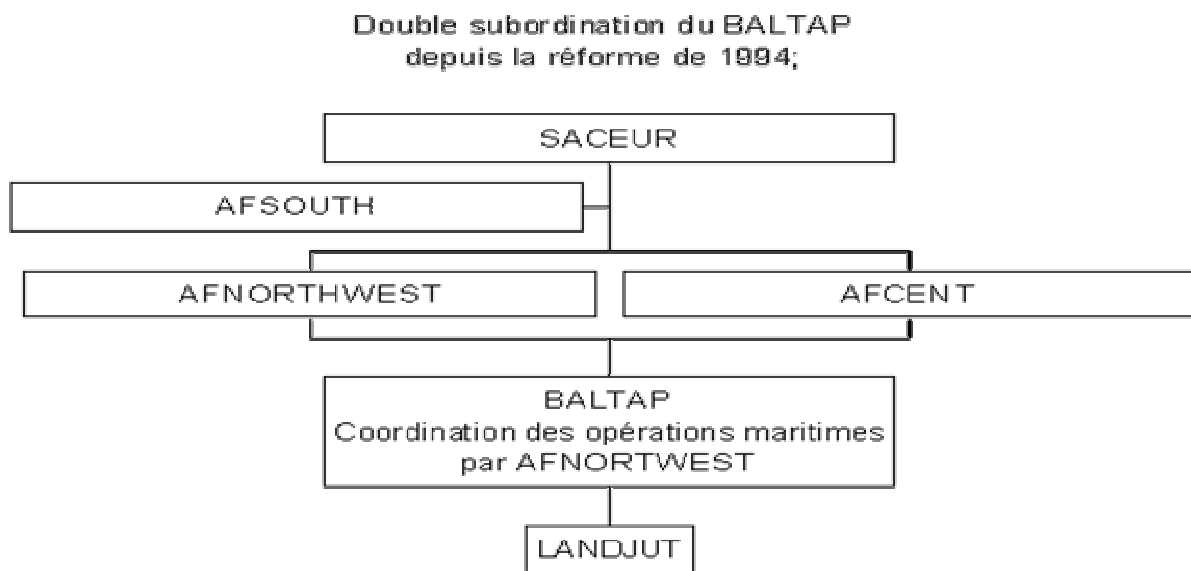 Double subordination du BALTAP
depuis la réforme de 1994;
SACEUR
AFSOUTH
AFNORTHWEST
AFCENT
BALTAP
Coordination des opérations maritimes
par AFNORTWEST
LANDJUT